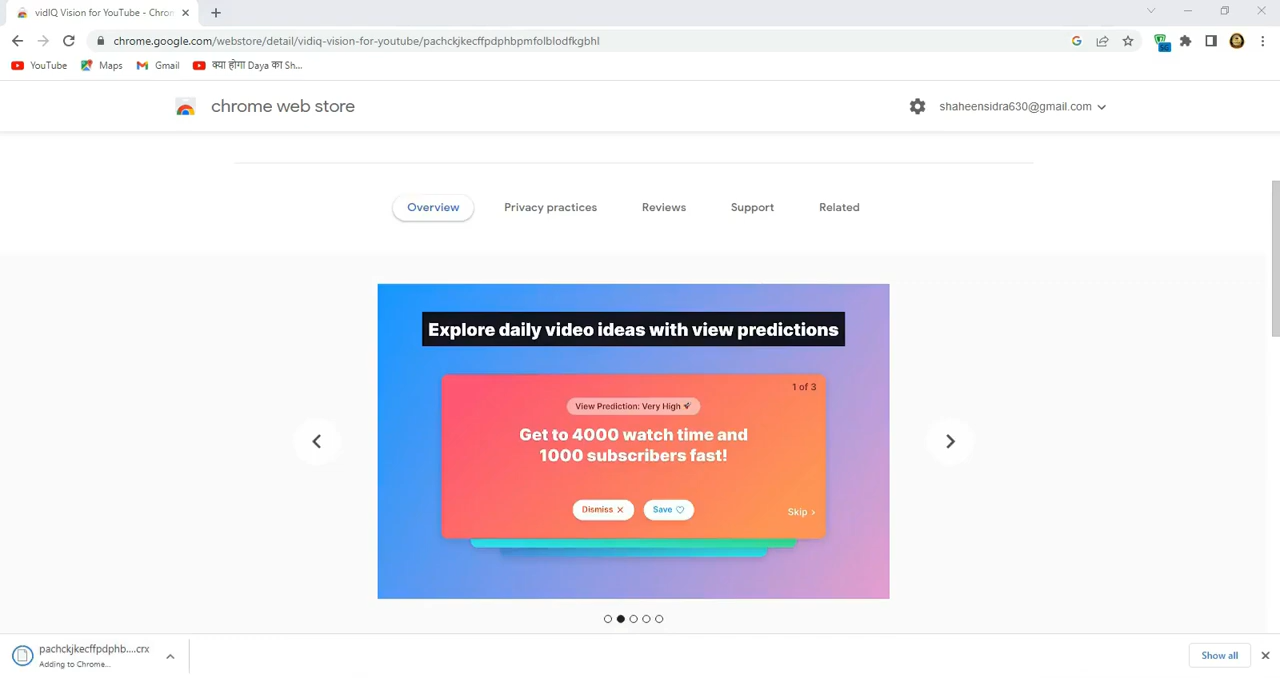 vidIQ Vision for YouTube - Chrom
chrome.google.com/webstore/detail/vidiq-vision-for-youtube/pachckjkecffpdphbpmfolblodfkgbhl
YouTube Maps Gmail क्या होगा Daya का Sh...
chrome web store
shaheensidra630@gmail.com
Overview Privacy practices Reviews Support Related
Explore daily video ideas with view predictions
1 of 3
View Prediction: Very High
Get to 4000 watch time and
1000 subscribers fast!
Dismiss Save Skip >
pachckjkecffpdphb....crx
Adding to Chrome...
Show all